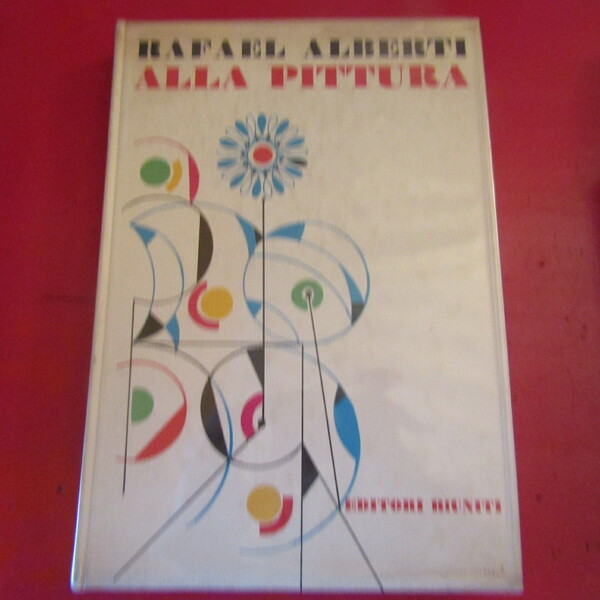 RAFAEL ALBERTI
ALLA PITTURA
EDITORI RIUNITI